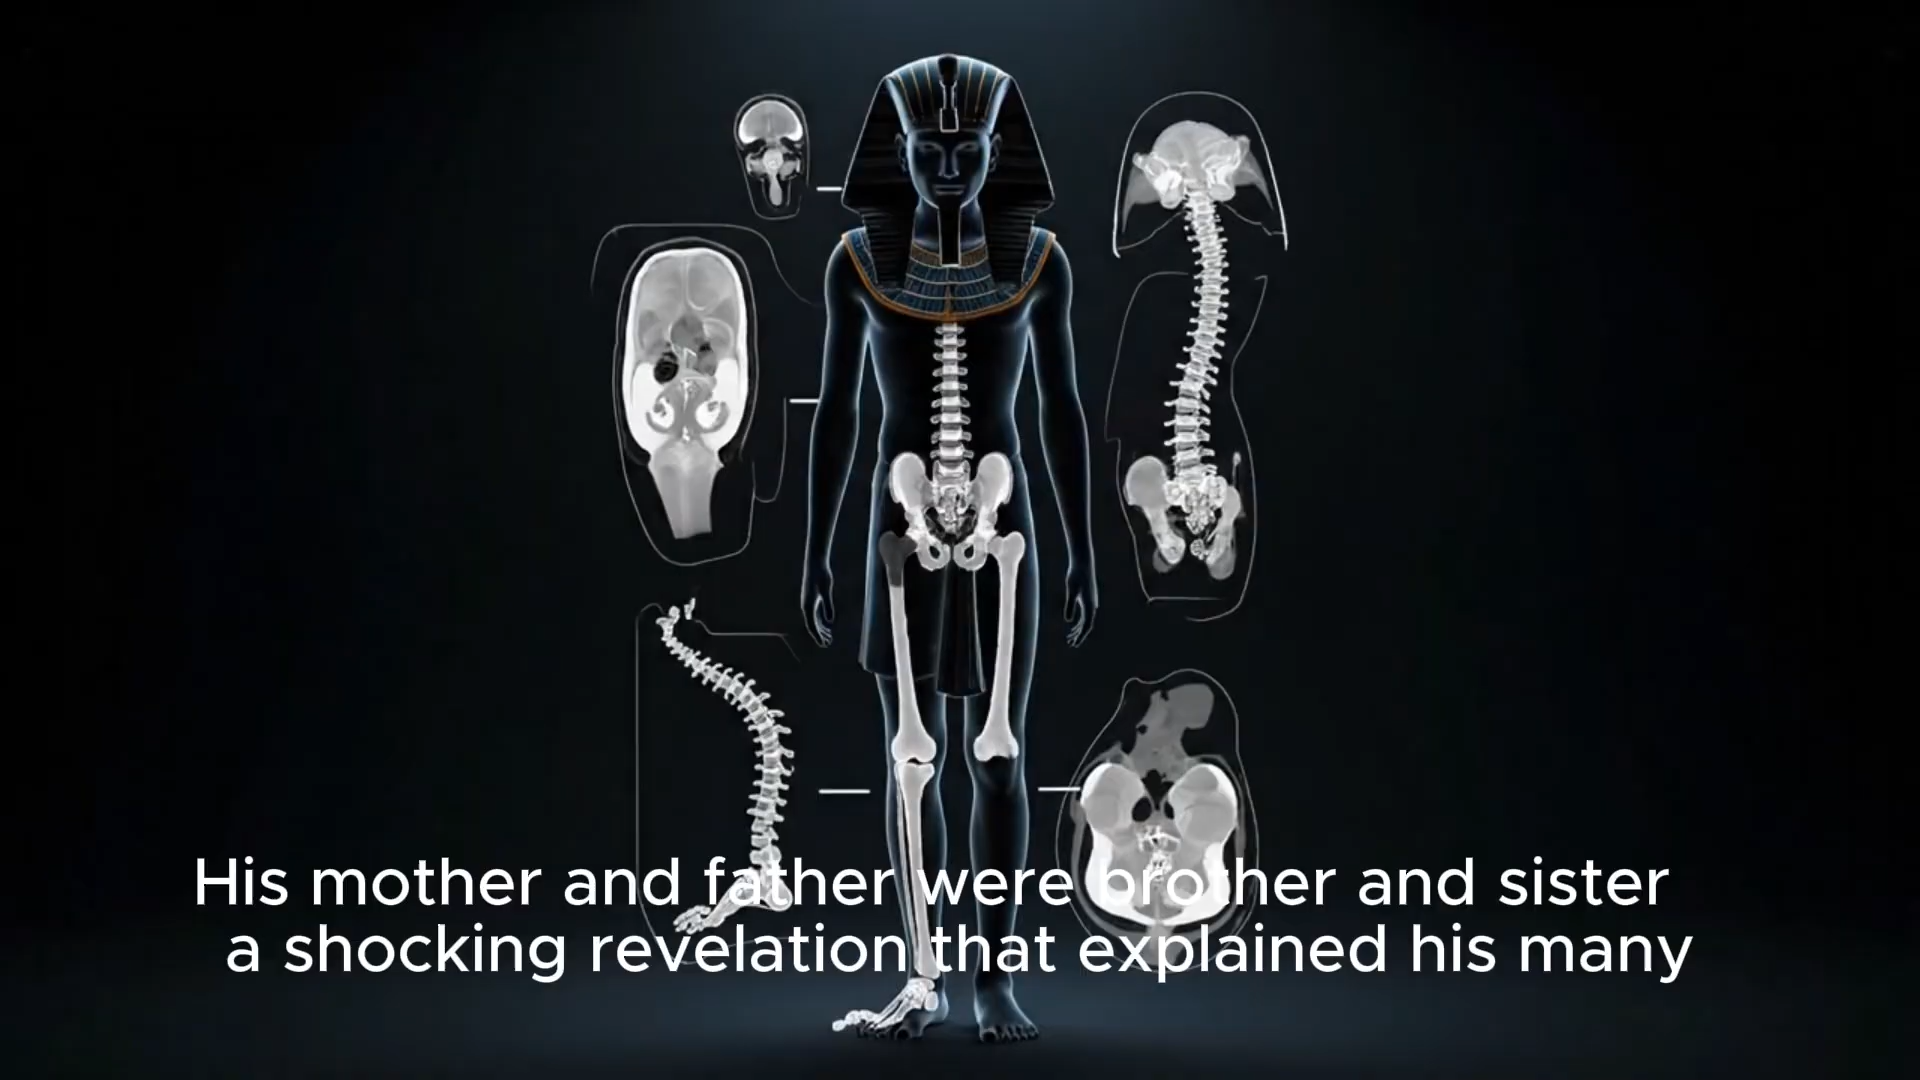 His mother and father were brother and sister
a shocking revelation that explained his many